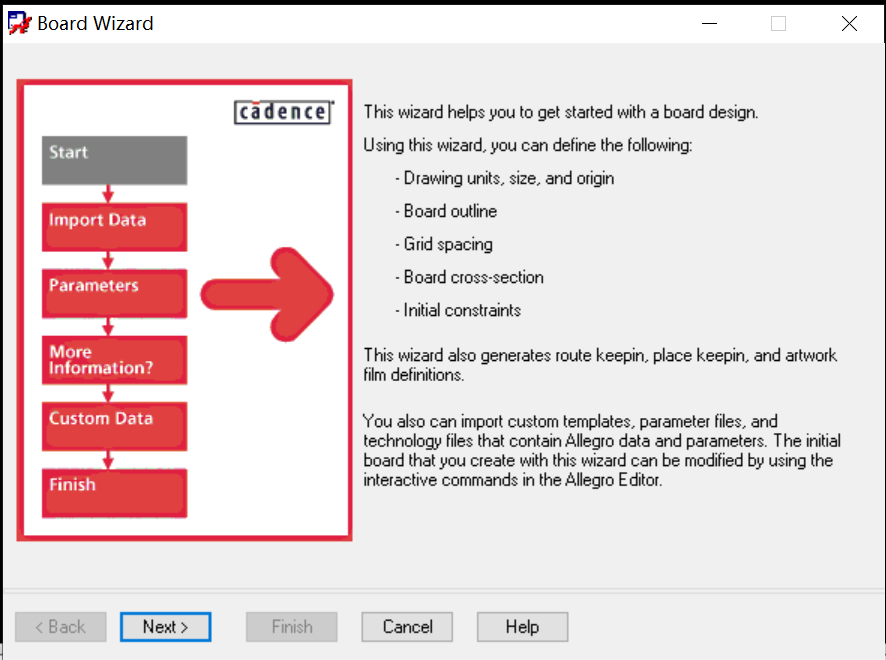 Board Wizard
cādence
Start
Import Data
Parameters
More
Information?
Custom Data
Finish
This wizard helps you to get started with a board design.
Using this wizard, you can define the following:
- Drawing units, size, and origin
- Board outline
- Grid spacing
- Board cross-section
- Initial constraints
This wizard also generates route keepin, place keepin, and artwork
film definitions.
You also can import custom templates, parameter files, and
technology files that contain Allegro data and parameters. The initial
board that you create with this wizard can be modified by using the
interactive commands in the Allegro Editor.
< Back
Next >
Finish
Cancel
Help